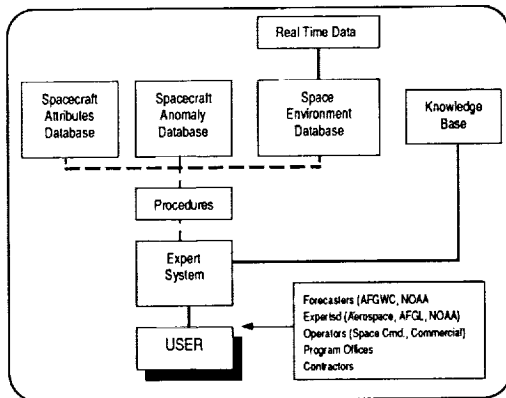 Real Time Data
Spacecraft
Attributes
Database
Spacecraft
Anomaly
Database
Space
Environment
Database
Knowledge
Base
Procedures
Expert
System
USER
Forecasters (AFGWC, NOAA
Expertsd (Aerospace, AFGL, NOAA)
Operators (Space Cmd., Commercial)
Program Offices
Contractors